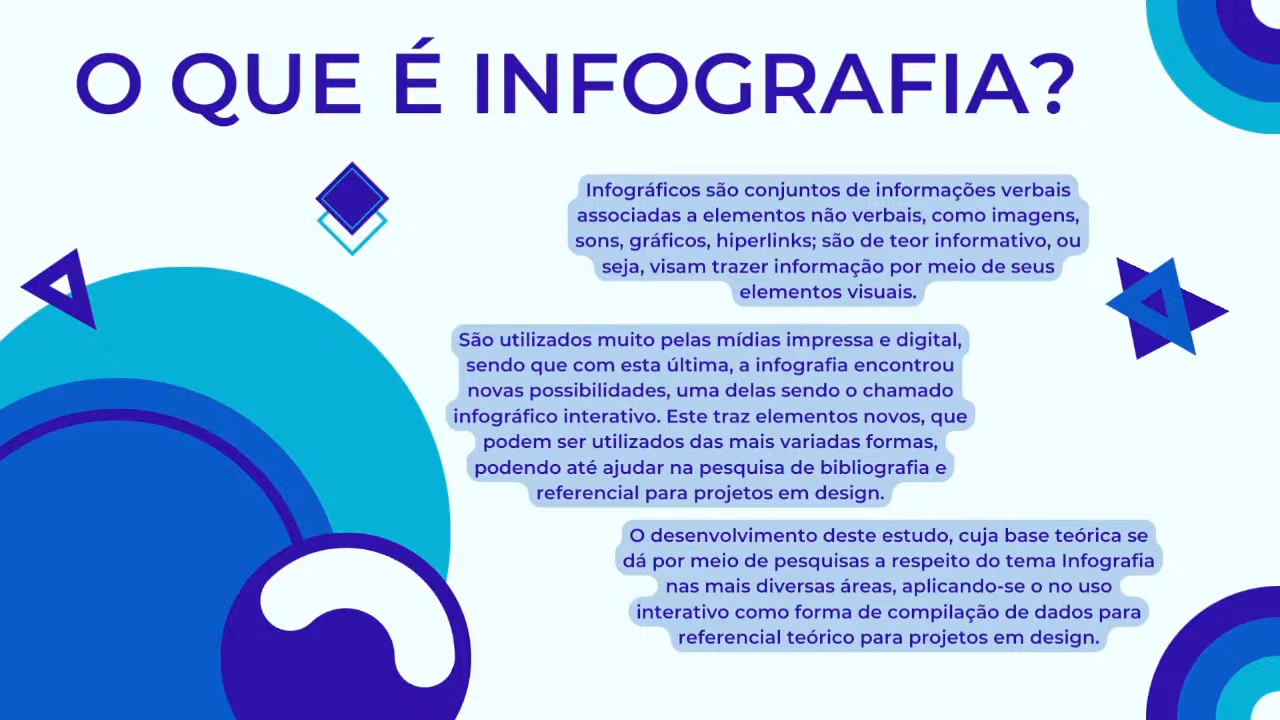 O QUE É INFOGRAFIA?
Infográficos são conjuntos de informações verbais
associadas a elementos não verbais, como imagens,
sons, gráficos, hiperlinks; são de teor informativo, ou
seja, visam trazer informação por meio de seus
elementos visuais.
São utilizados muito pelas mídias impressa e digital,
sendo que com esta última, a infografia encontrou
novas possibilidades, uma delas sendo o chamado
infográfico interativo. Este traz elementos novos, que
podem ser utilizados das mais variadas formas,
podendo até ajudar na pesquisa de bibliografia e
referencial para projetos em design.
O desenvolvimento deste estudo, cuja base teórica se
dá por meio de pesquisas a respeito do tema Infografia
nas mais diversas áreas, aplicando-se o no uso
interativo como forma de compilação de dados para
referencial teórico para projetos em design.